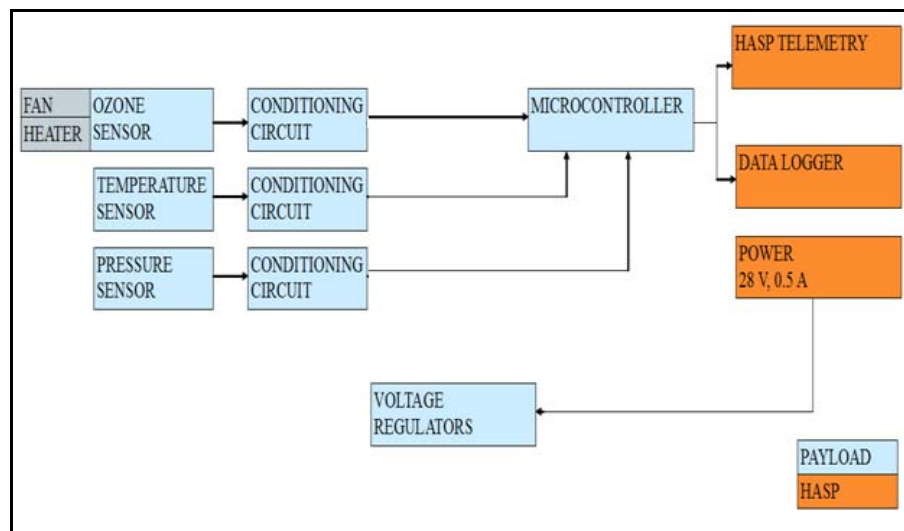 HASP TELEMETRY
FAN
HEATER
OZONE
SENSOR
CONDITIONING
CIRCUIT
MICROCONTROLLER
TEMPERATURE
SENSOR
CONDITIONING
CIRCUIT
DATA LOGGER
PRESSURE
SENSOR
CONDITIONING
CIRCUIT
POWER
28 V, 0.5 A
VOLTAGE
REGULATORS
PAYLOAD
HASP